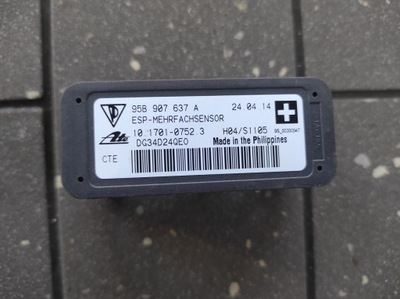 95B 907 637 A 24.04.14
ESP-MEHRFACHSENSOR
10.1701-0752.3 H04/S1105
Ate DG34D24QE0 Made in the Philippines
CTE